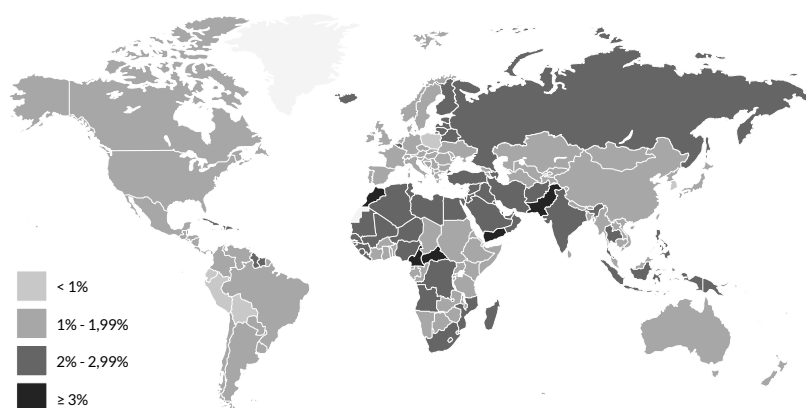 < 1%
1% - 1,99%
2% - 2,99%
≥ 3%